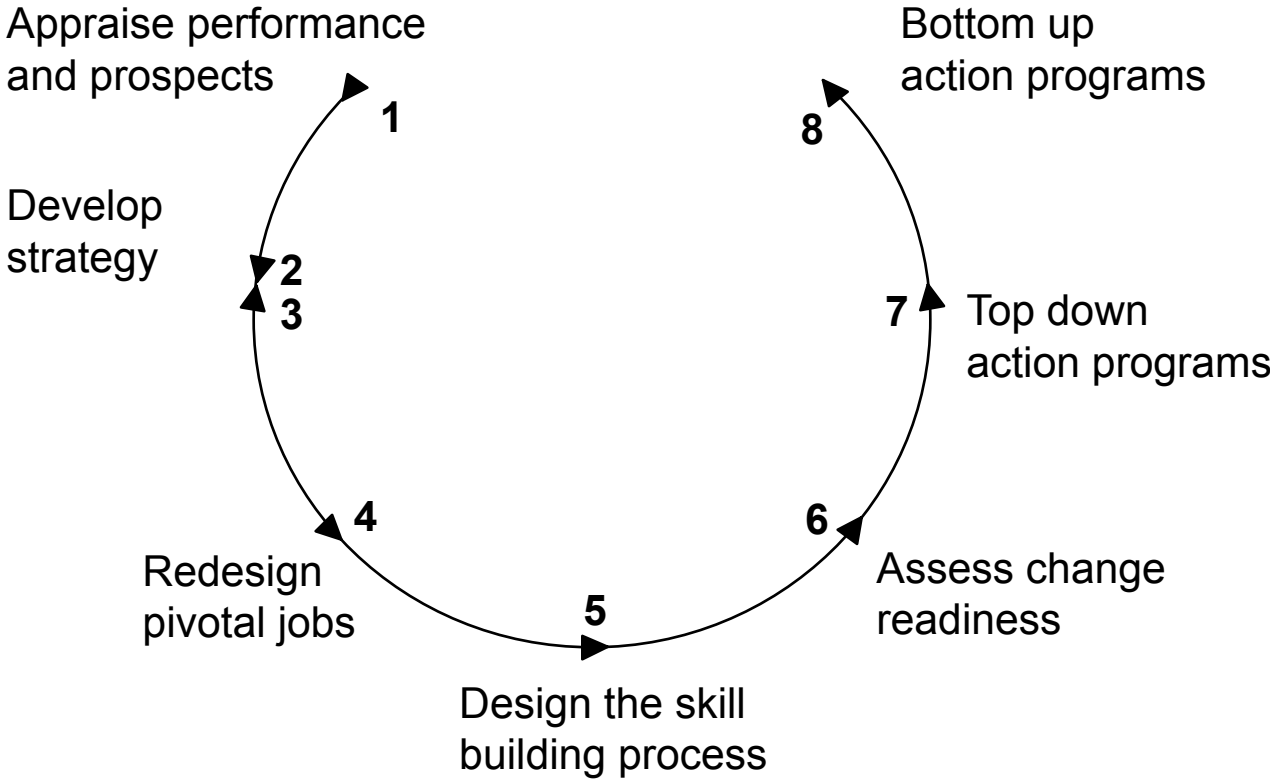 Appraise performance
and prospects
1
Develop
strategy
2
3
4
Redesign
pivotal jobs
5
Design the skill
building process
6
Assess change
readiness
7
Top down
action programs
8
Bottom up
action programs